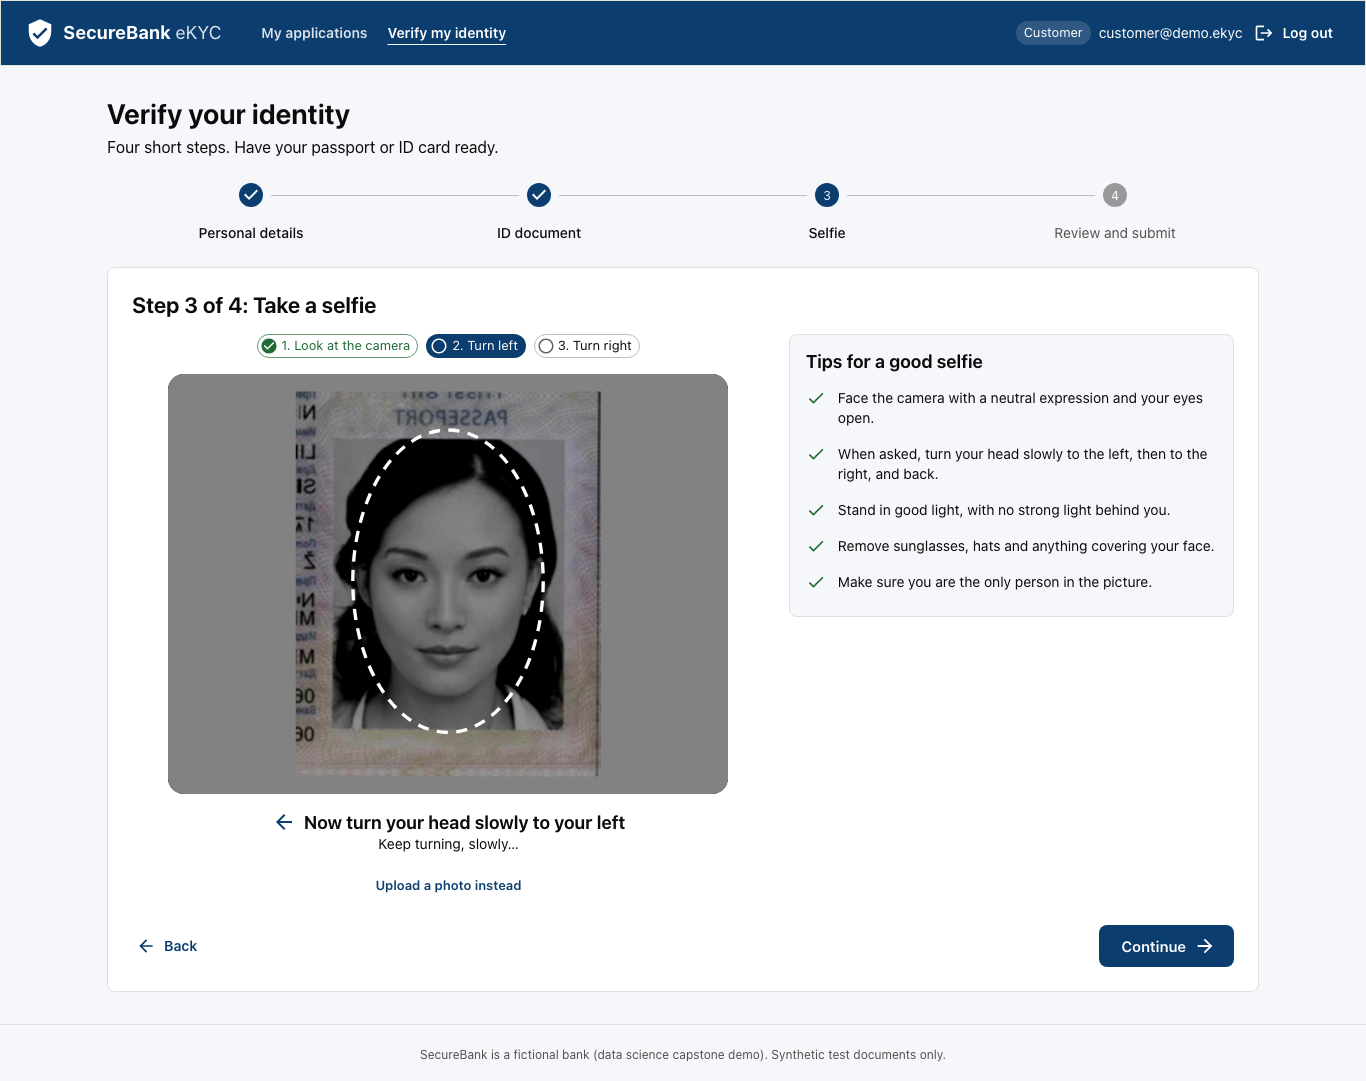 SecureBank eKYC
My applications
Verify my identity
Customer
customer@demo.ekyc
Log out
Verify your identity
Four short steps. Have your passport or ID card ready.
3
4
Personal details
ID document
Selfie
Review and submit
Step 3 of 4: Take a selfie
1. Look at the camera
2. Turn left
3. Turn right
PASSEPORT
Tips for a good selfie
Face the camera with a neutral expression and your eyes
open.
When asked, turn your head slowly to the left, then to the
right, and back.
Stand in good light, with no strong light behind you.
Remove sunglasses, hats and anything covering your face.
Make sure you are the only person in the picture.
Now turn your head slowly to your left
Keep turning, slowly...
Upload a photo instead
Back
Continue
SecureBank is a fictional bank (data science capstone demo). Synthetic test documents only.